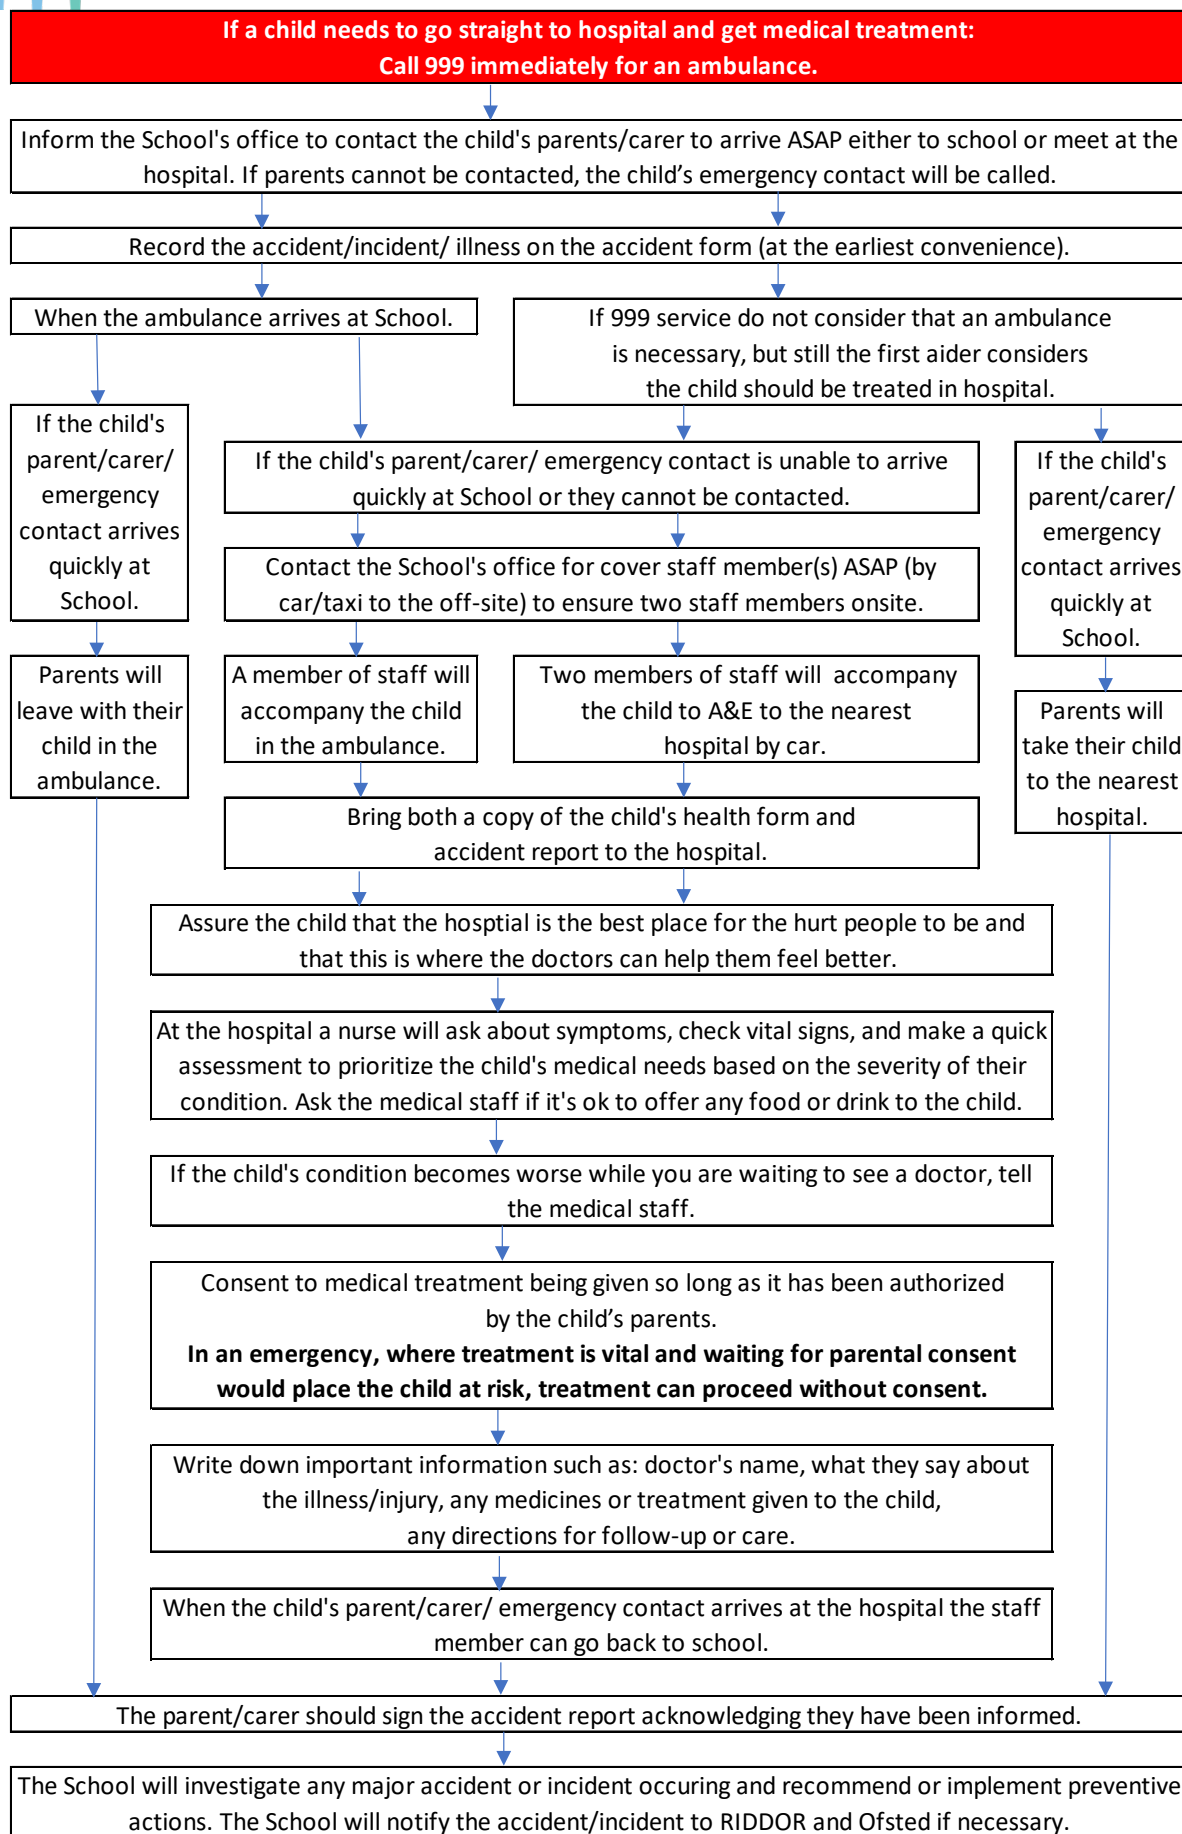 If a child needs to go straight to hospital and get medical treatment:
Call 999 immediately for an ambulance.
Inform the School's office to contact the child's parents/carer to arrive ASAP either to school or meet at the
hospital. If parents cannot be contacted, the child’s emergency contact will be called.
Record the accident/incident/ illness on the accident form (at the earliest convenience).
When the ambulance arrives at School.
If 999 service do not consider that an ambulance
is necessary, but still the first aider considers
the child should be treated in hospital.
If the child's
parent/carer/
emergency
contact arrives
quickly at
School.
If the child's parent/carer/ emergency contact is unable to arrive
quickly at School or they cannot be contacted.
If the child's
parent/carer/
emergency
contact arrives
quickly at
School.
Contact the School's office for cover staff member(s) ASAP (by
car/taxi to the off-site) to ensure two staff members onsite.
Parents will
leave with their
child in the
ambulance.
A member of staff will
accompany the child
in the ambulance.
Two members of staff will accompany
the child to A&E to the nearest
hospital by car.
Parents will
take their child
to the nearest
hospital.
Bring both a copy of the child's health form and
accident report to the hospital.
Assure the child that the hosptial is the best place for the hurt people to be and
that this is where the doctors can help them feel better.
At the hospital a nurse will ask about symptoms, check vital signs, and make a quick
assessment to prioritize the child's medical needs based on the severity of their
condition. Ask the medical staff if it's ok to offer any food or drink to the child.
If the child's condition becomes worse while you are waiting to see a doctor, tell
the medical staff.
Consent to medical treatment being given so long as it has been authorized
by the child’s parents.
In an emergency, where treatment is vital and waiting for parental consent
would place the child at risk, treatment can proceed without consent.
Write down important information such as: doctor's name, what they say about
the illness/injury, any medicines or treatment given to the child,
any directions for follow-up or care.
When the child's parent/carer/ emergency contact arrives at the hospital the staff
member can go back to school.
The parent/carer should sign the accident report acknowledging they have been informed.
The School will investigate any major accident or incident occuring and recommend or implement preventive
actions. The School will notify the accident/incident to RIDDOR and Ofsted if necessary.